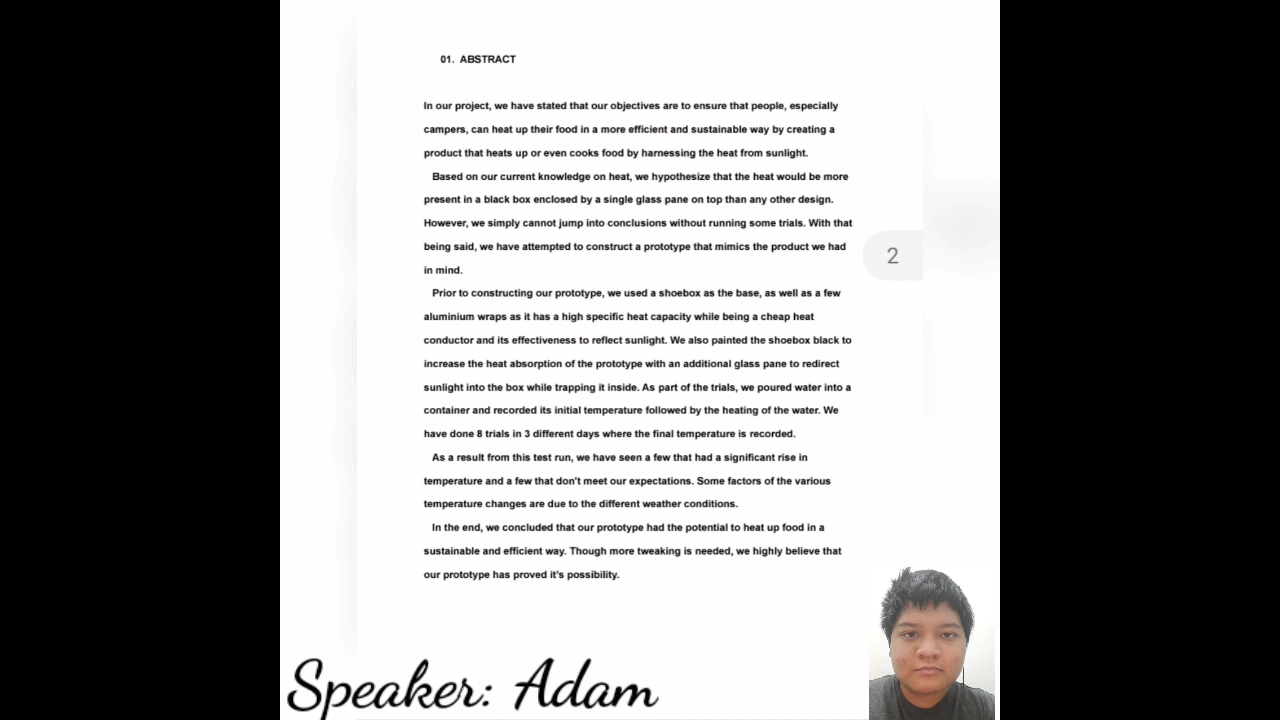 01. ABSTRACT
In our project, we have stated that our objectives are to ensure that people, especially
campers, can heat up their food in a more efficient and sustainable way by creating a
product that heats up or even cooks food by harnessing the heat from sunlight.
Based on our current knowledge on heat, we hypothesize that the heat would be more
present in a black box enclosed by a single glass pane on top than any other design.
However, we simply cannot jump into conclusions without running some trials. With that
being said, we have attempted to construct a prototype that mimics the product we had
in mind.
Prior to constructing our prototype, we used a shoebox as the base, as well as a few
aluminium wraps as it has a high specific heat capacity while being a cheap heat
conductor and its effectiveness to reflect sunlight. We also painted the shoebox black to
increase the heat absorption of the prototype with an additional glass pane to redirect
sunlight into the box while trapping it inside. As part of the trials, we poured water into a
container and recorded its initial temperature followed by the heating of the water. We
have done 8 trials in 3 different days where the final temperature is recorded.
As a result from this test run, we have seen a few that had a significant rise in
temperature and a few that don't meet our expectations. Some factors of the various
temperature changes are due to the different weather conditions.
In the end, we concluded that our prototype had the potential to heat up food in a
sustainable and efficient way. Though more tweaking is needed, we highly believe that
our prototype has proved it's possibility.
2
Speaker: Adam